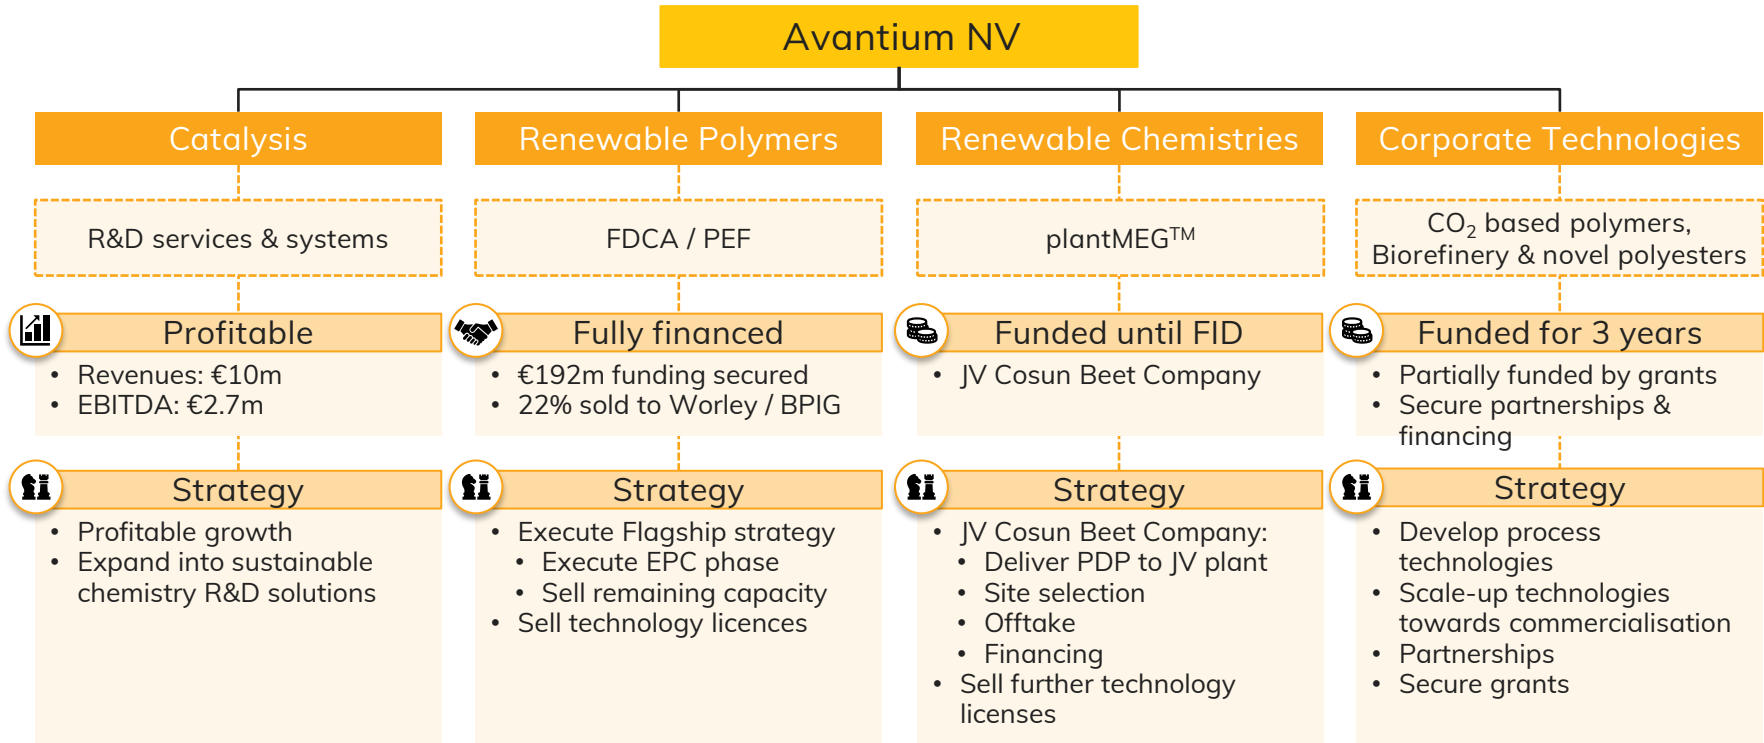 Avantium NV
Catalysis
R&D services & systems
Profitable
• Revenues: €10m
• EBITDA: €2.7m
Strategy
• Profitable growth
• Expand into sustainable
chemistry R&D solutions
Renewable Polymers
FDCA / PEF
Fully financed
• €192m funding secured
• 22% sold to Worley / BPIG
Strategy
• Execute Flagship strategy
• Execute EPC phase
• Sell remaining capacity
• Sell technology licences
Renewable Chemistries
plantMEG™
Funded until FID
• JV Cosun Beet Company
Strategy
• JV Cosun Beet Company:
• Deliver PDP to JV plant
• Site selection
• Offtake
• Financing
• Sell further technology
licenses
Corporate Technologies
CO₂ based polymers,
Biorefinery & novel polyesters
Funded for 3 years
• Partially funded by grants
• Secure partnerships &
financing
Strategy
• Develop process
technologies
• Scale-up technologies
towards commercialisation
• Partnerships
• Secure grants